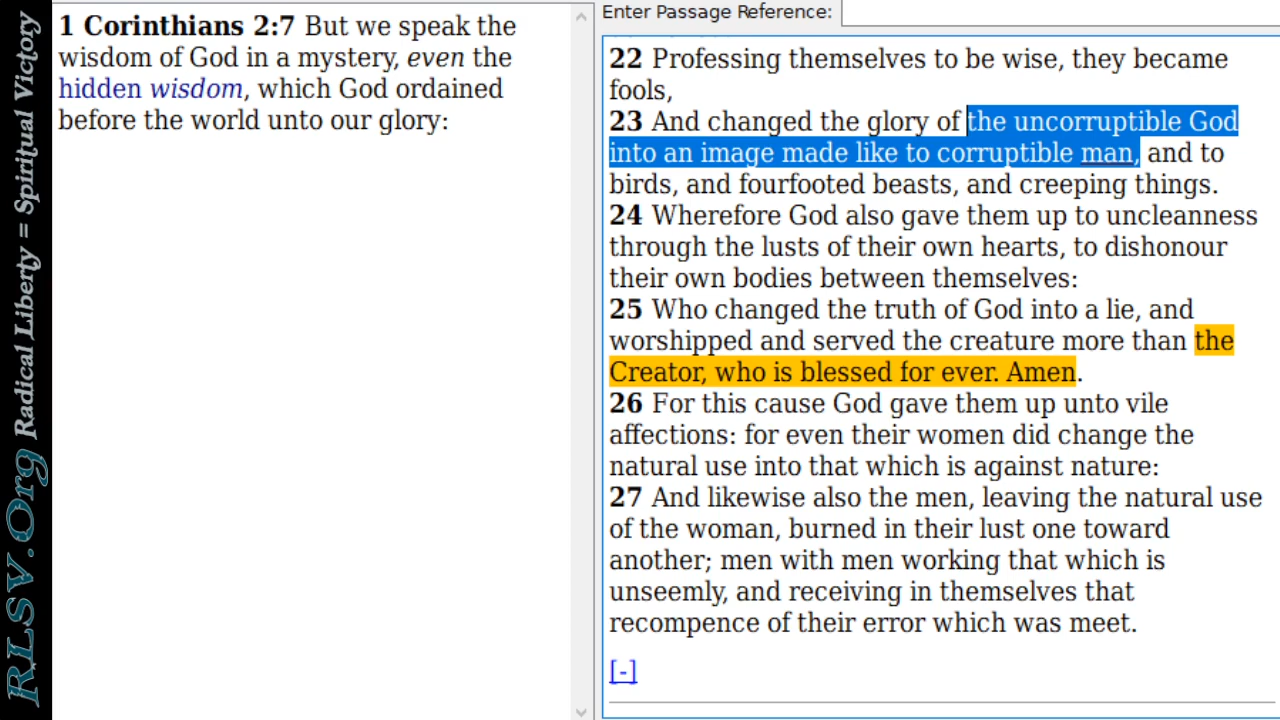 RLSV.Org Radical Liberty = Spiritual Victory
1 Corinthians 2:7 But we speak the
wisdom of God in a mystery, even the
hidden wisdom, which God ordained
before the world unto our glory:
Enter Passage Reference:
22 Professing themselves to be wise, they became
fools,
23 And changed the glory of the uncorruptible God
into an image made like to corruptible man, and to
birds, and fourfooted beasts, and creeping things.
24 Wherefore God also gave them up to uncleanness
through the lusts of their own hearts, to dishonour
their own bodies between themselves:
25 Who changed the truth of God into a lie, and
worshipped and served the creature more than the
Creator, who is blessed for ever. Amen.
26 For this cause God gave them up unto vile
affections: for even their women did change the
natural use into that which is against nature:
27 And likewise also the men, leaving the natural use
of the woman, burned in their lust one toward
another; men with men working that which is
unseemly, and receiving in themselves that
recompence of their error which was meet.
[-]